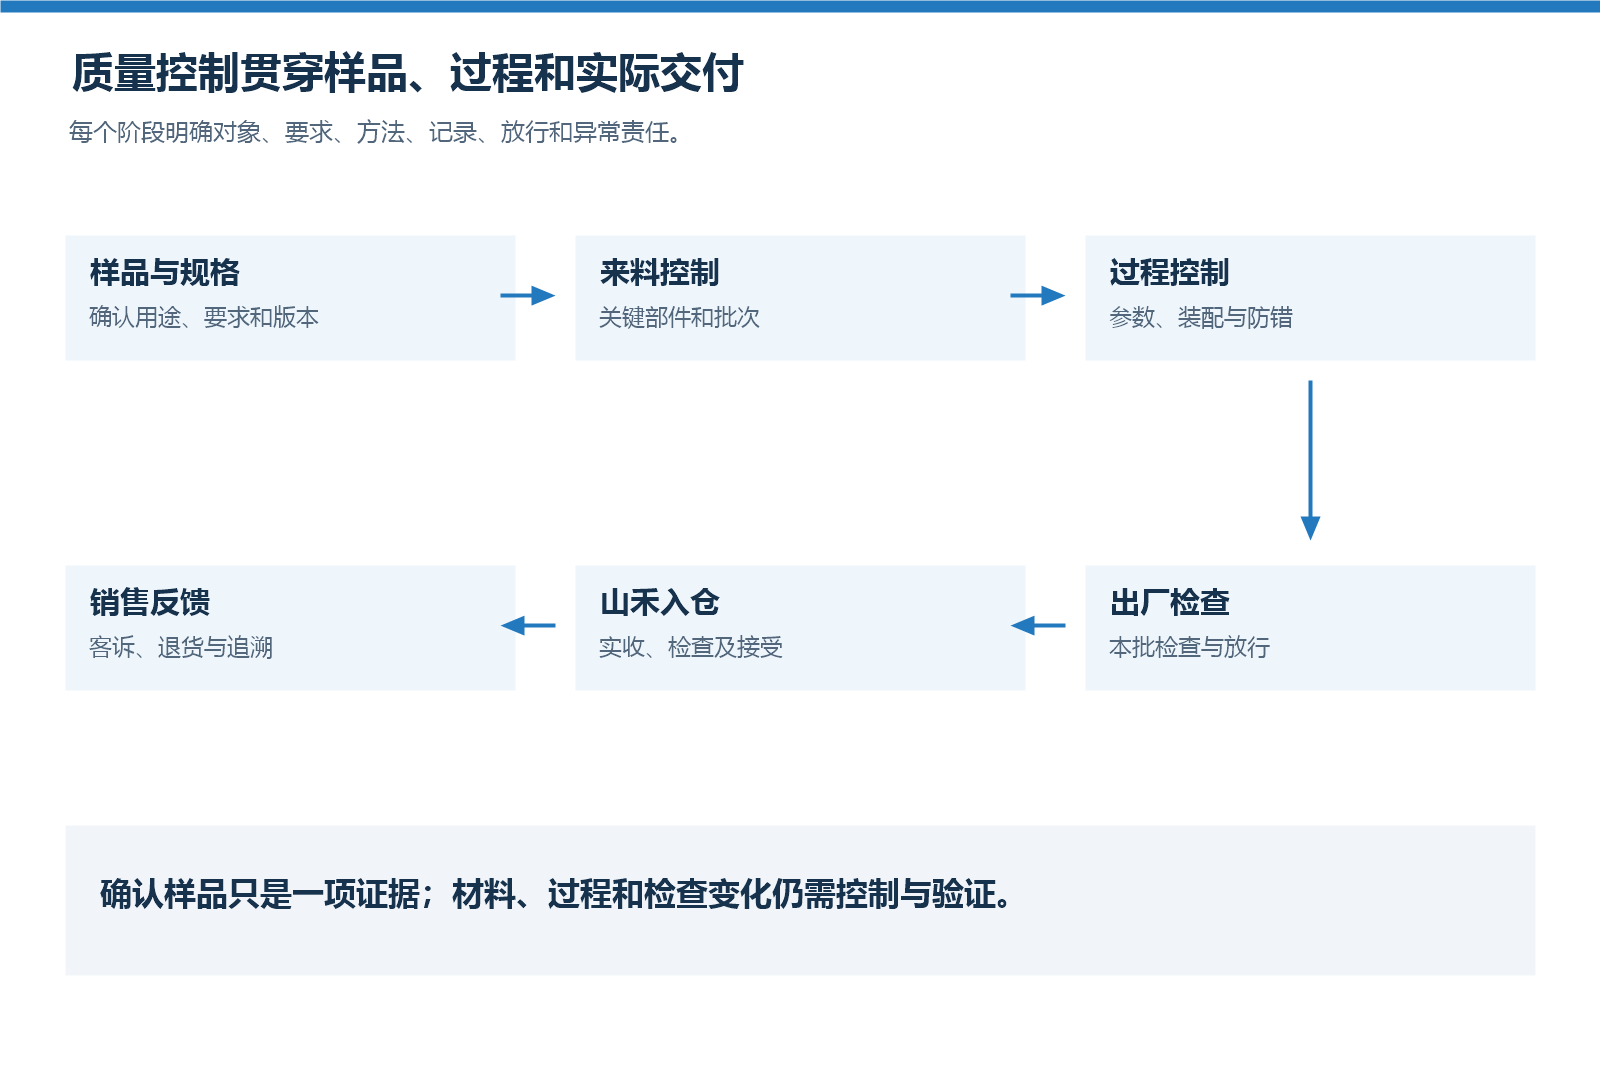 质量控制贯穿样品、过程和实际交付
每个阶段明确对象、要求、方法、记录、放行和异常责任。
样品与规格
确认用途、要求和版本
来料控制
关键部件和批次
过程控制
参数、装配与防错
出厂检查
本批检查与放行
山禾入仓
实收、检查及接受
销售反馈
客诉、退货与追溯
确认样品只是一项证据；材料、过程和检查变化仍需控制与验证。